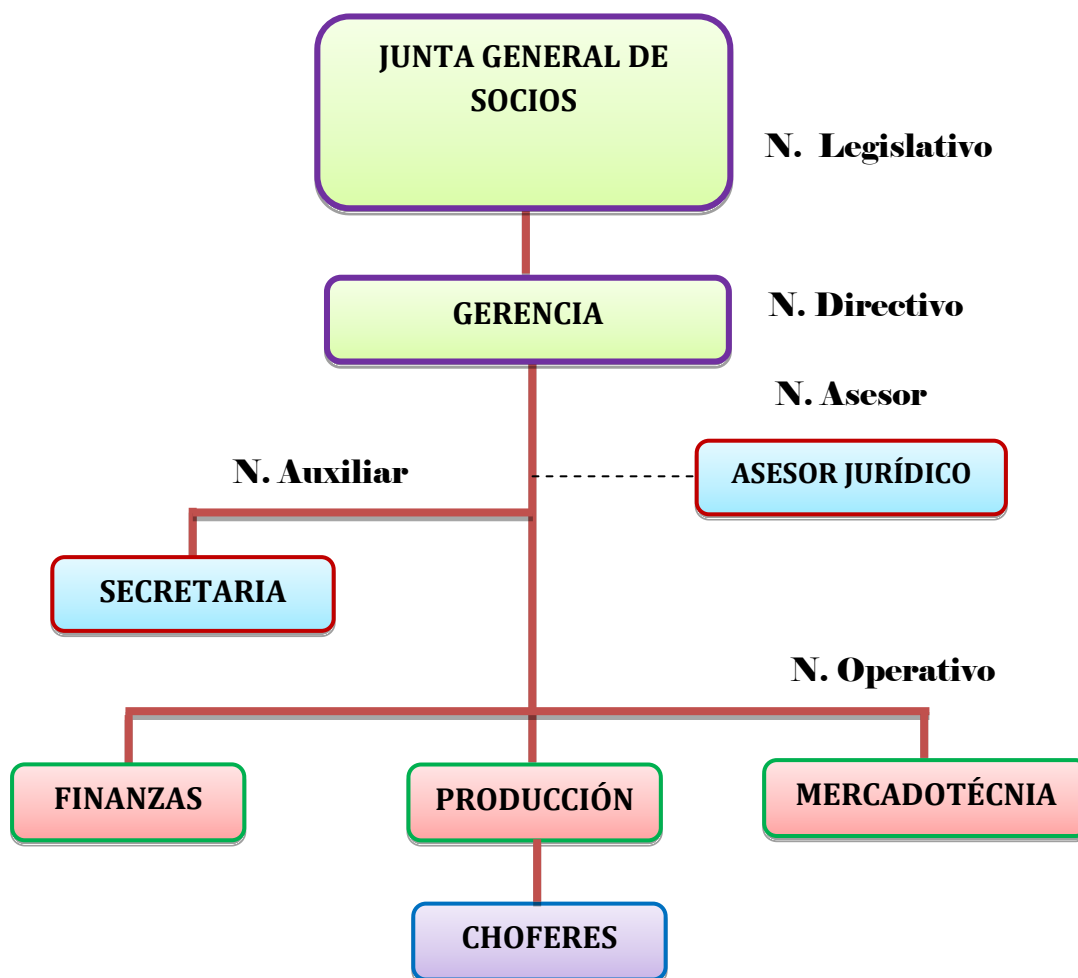 JUNTA GENERAL DE
SOCIOS
N. Legislativo
GERENCIA
N. Directivo
N. Asesor
N. Auxiliar
ASESOR JURÍDICO
SECRETARIA
N. Operativo
FINANZAS
PRODUCCIÓN
MERCADOTÉCNIA
CHOFERES